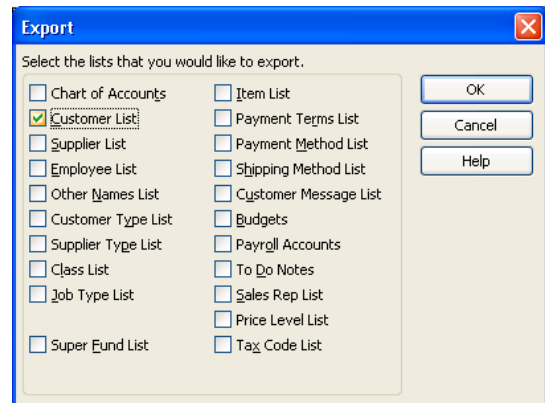 Export
Select the lists that you would like to export.
Chart of Accounts
Customer List
Supplier List
Employee List
Other Names List
Customer Type List
Supplier Type List
Class List
Job Type List
Super Fund List
Item List
Payment Terms List
Payment Method List
Shipping Method List
Customer Message List
Budgets
Payroll Accounts
To Do Notes
Sales Rep List
Price Level List
Tax Code List
OK
Cancel
Help